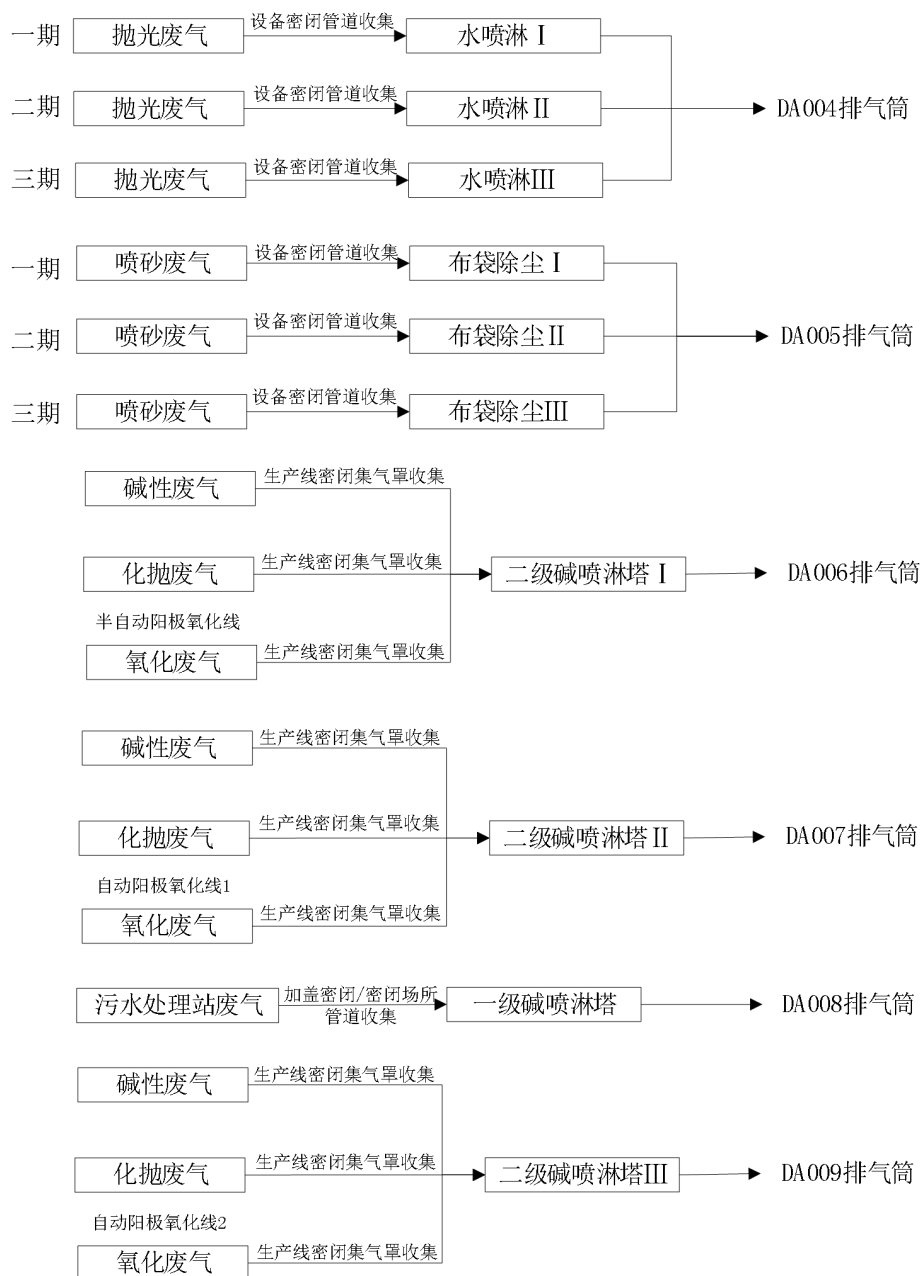 一期 抛光废气 设备密闭管道收集 水喷淋Ⅰ
二期 抛光废气 设备密闭管道收集 水喷淋Ⅱ DA004排气筒
三期 抛光废气 设备密闭管道收集 水喷淋Ⅲ
一期 喷砂废气 设备密闭管道收集 布袋除尘Ⅰ
二期 喷砂废气 设备密闭管道收集 布袋除尘Ⅱ DA005排气筒
三期 喷砂废气 设备密闭管道收集 布袋除尘Ⅲ
碱性废气 生产线密闭集气罩收集
化抛废气 生产线密闭集气罩收集 二级碱喷淋塔Ⅰ DA006排气筒
半自动阳极氧化线
氧化废气 生产线密闭集气罩收集
碱性废气 生产线密闭集气罩收集
化抛废气 生产线密闭集气罩收集 二级碱喷淋塔Ⅱ DA007排气筒
自动阳极氧化线1
氧化废气 生产线密闭集气罩收集
污水处理站废气 加盖密闭/密闭场所 一级碱喷淋塔 DA008排气筒
管道收集
碱性废气 生产线密闭集气罩收集
化抛废气 生产线密闭集气罩收集 二级碱喷淋塔Ⅲ DA009排气筒
自动阳极氧化线2
氧化废气 生产线密闭集气罩收集